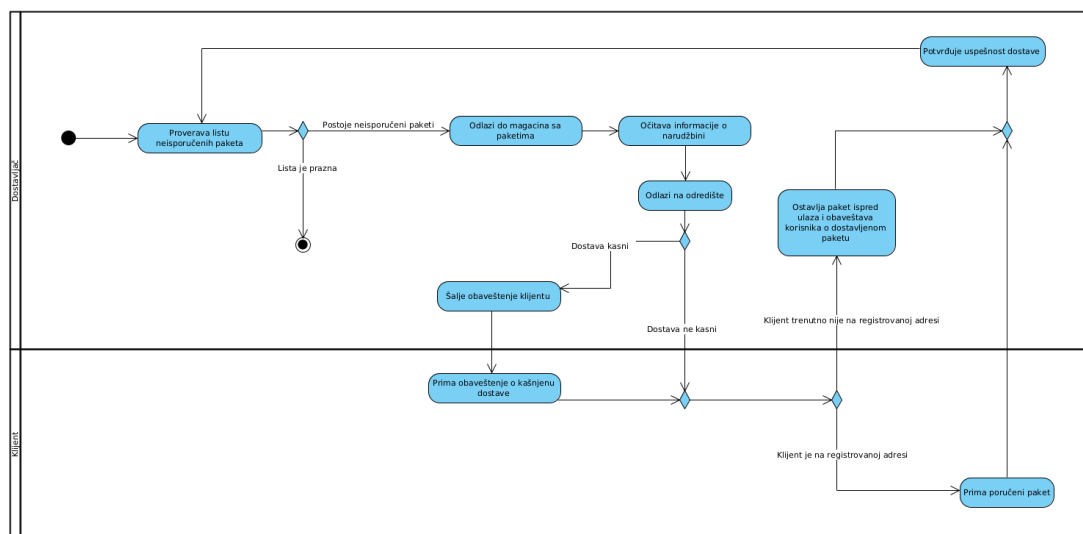 Potvrđuje uspešnost dostave
Postoje neisporučeni paketi
Proverava listu
neisporučenih paketa
Odlazi do magacina sa
paketima
Očitava informacije o
narudžbini
Lista je prazna
Dostavljač
Odlazi na odredište
Ostavlja paket ispred
ulaza i obaveštava
korisnika o dostavljenom
paketu
Dostava kasni
Šalje obaveštenje klijentu
Klijent trenutno nije na registrovanoj adresi
Dostava ne kasni
Prima obaveštenje o kašnjenu
dostave
Klijent
Klijent je na registrovanoj adresi
Prima poručeni paket